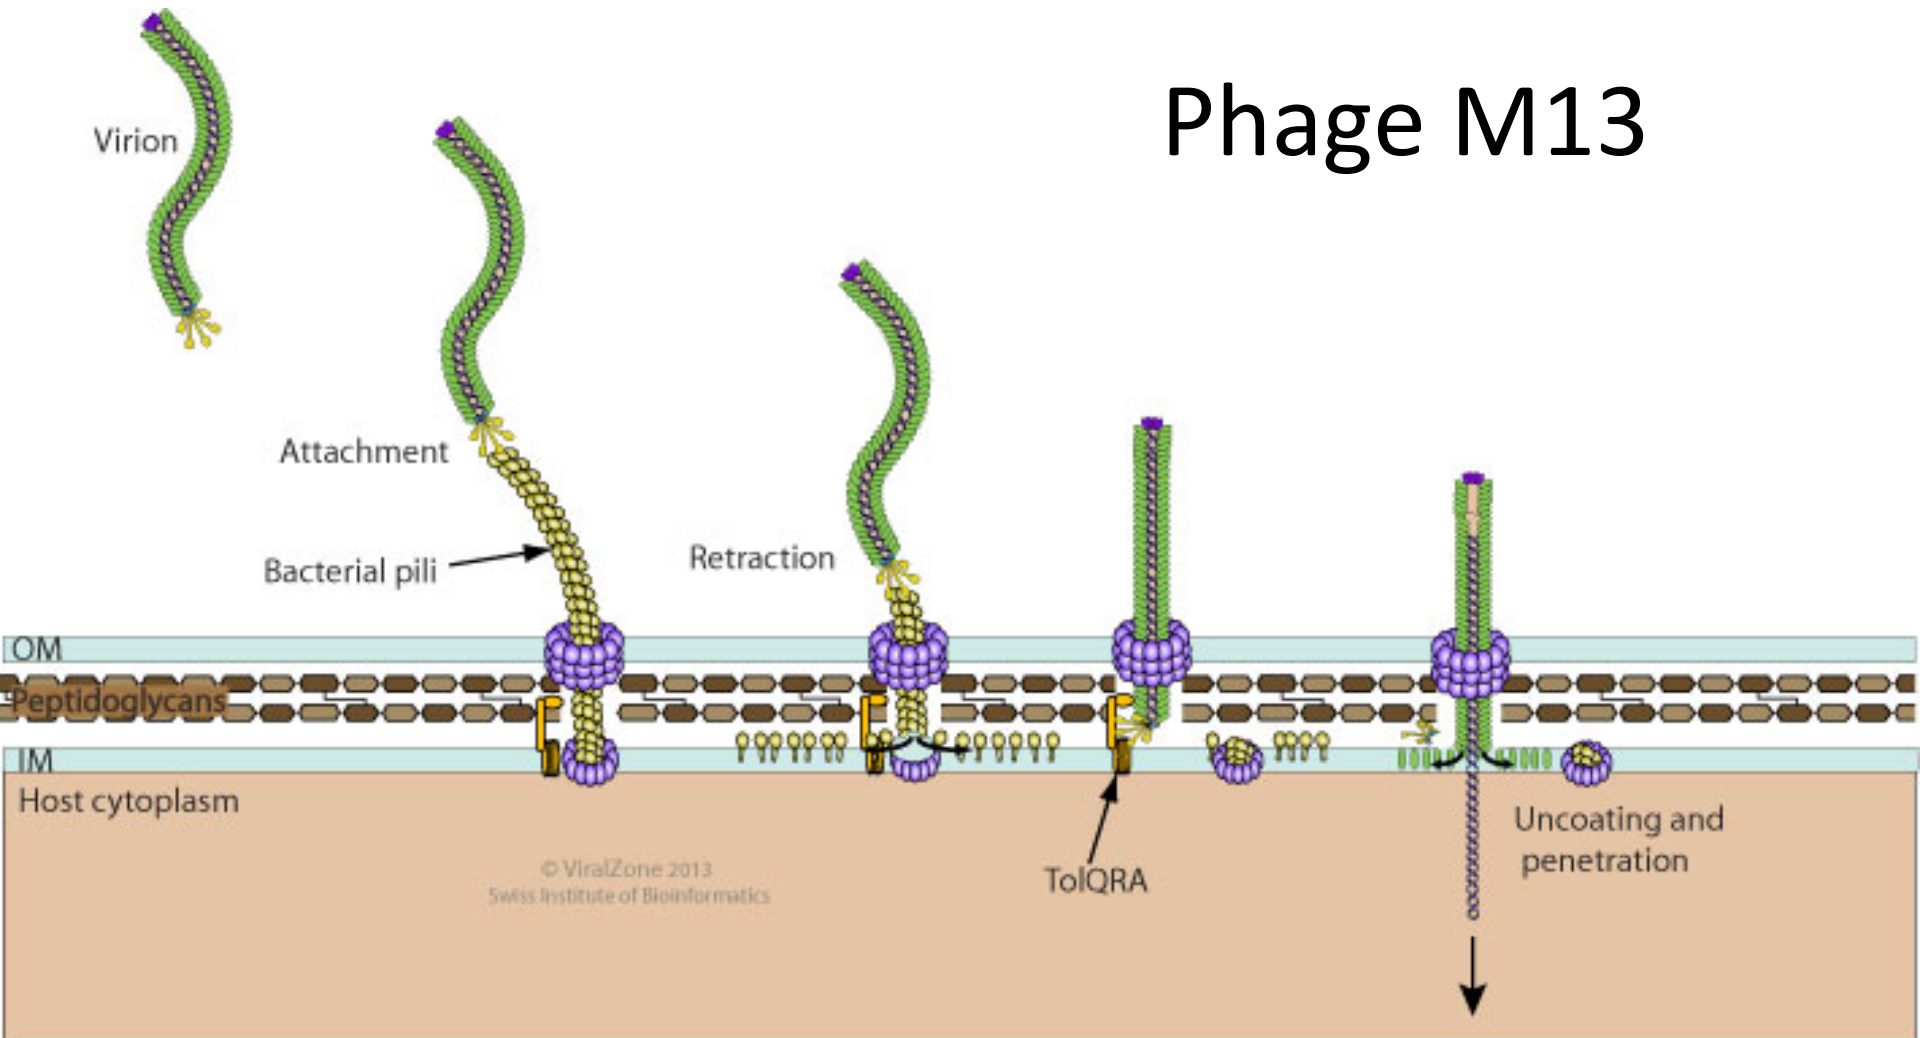 Phage M13
Virion
Attachment
Bacterial pili
Retraction
OM
Peptidoglycans
IM
Host cytoplasm
TolQRA
Uncoating and
penetration
© ViralZone 2013
Swiss Institute of Bioinformatics